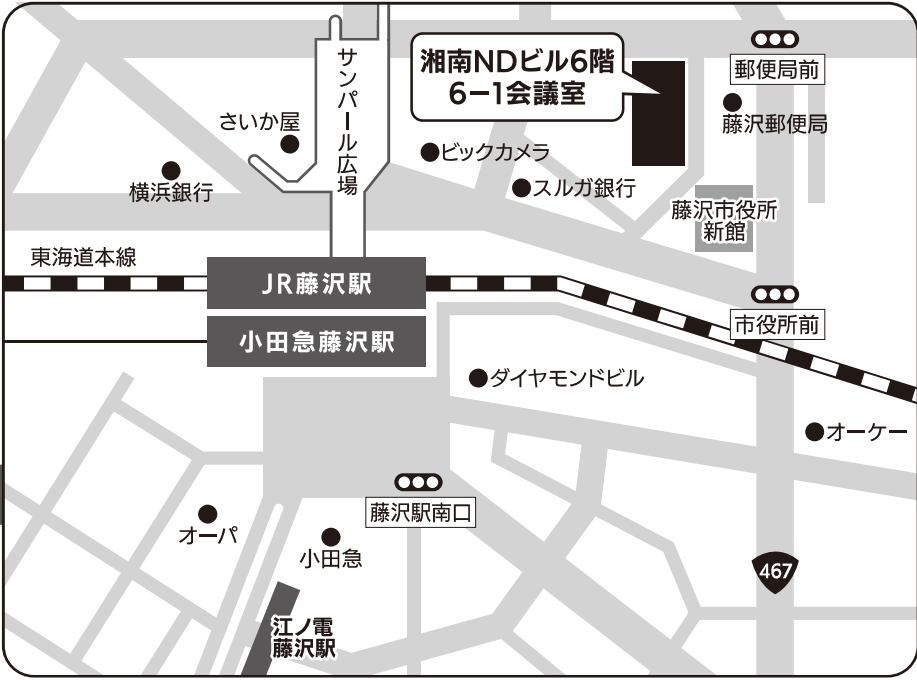 湘南NDビル6階
6−1会議室
郵便局前
藤沢郵便局
サンパール広場
さいか屋
ビックカメラ
横浜銀行
スルガ銀行
藤沢市役所
新館
東海道本線
JR藤沢駅
市役所前
小田急藤沢駅
ダイヤモンドビル
オーケー
藤沢駅南口
オーパ
小田急
467
江ノ電
藤沢駅